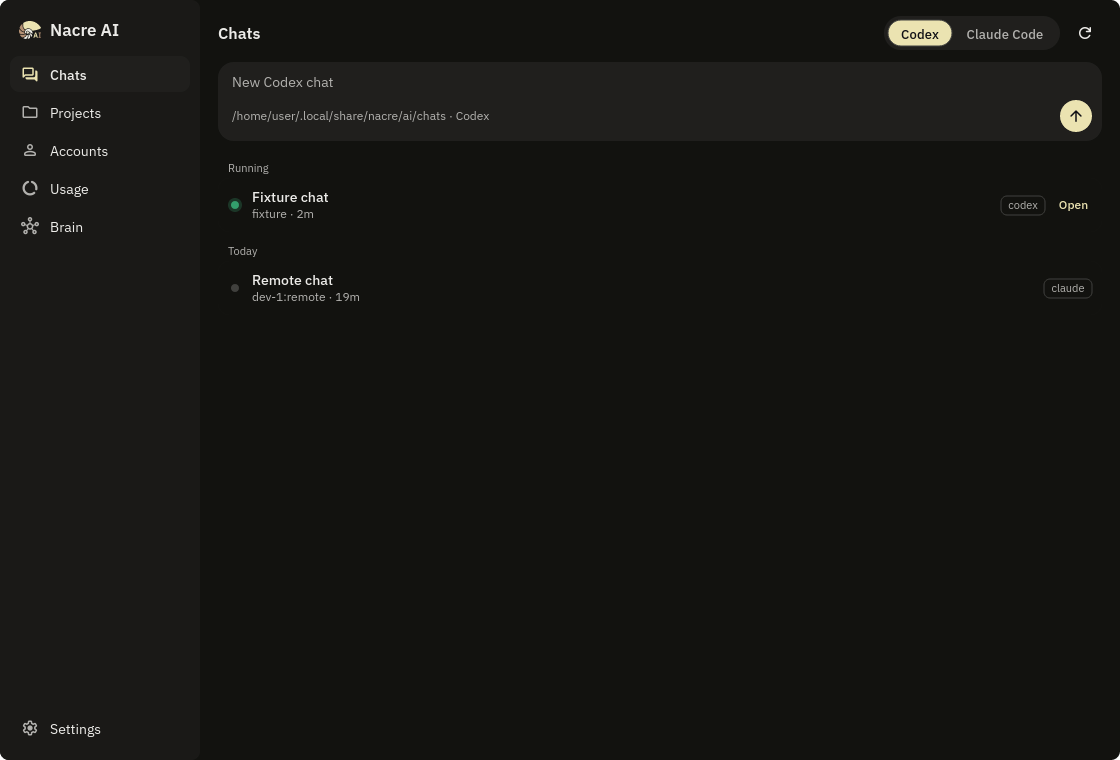 Nacre AI
Chats
Projects
Accounts
Usage
Brain
Settings
Chats
Codex
Claude Code
New Codex chat
/home/user/.local/share/nacre/ai/chats · Codex
Running
Fixture chat
fixture · 2m
codex
Open
Today
Remote chat
dev-1:remote · 19m
claude